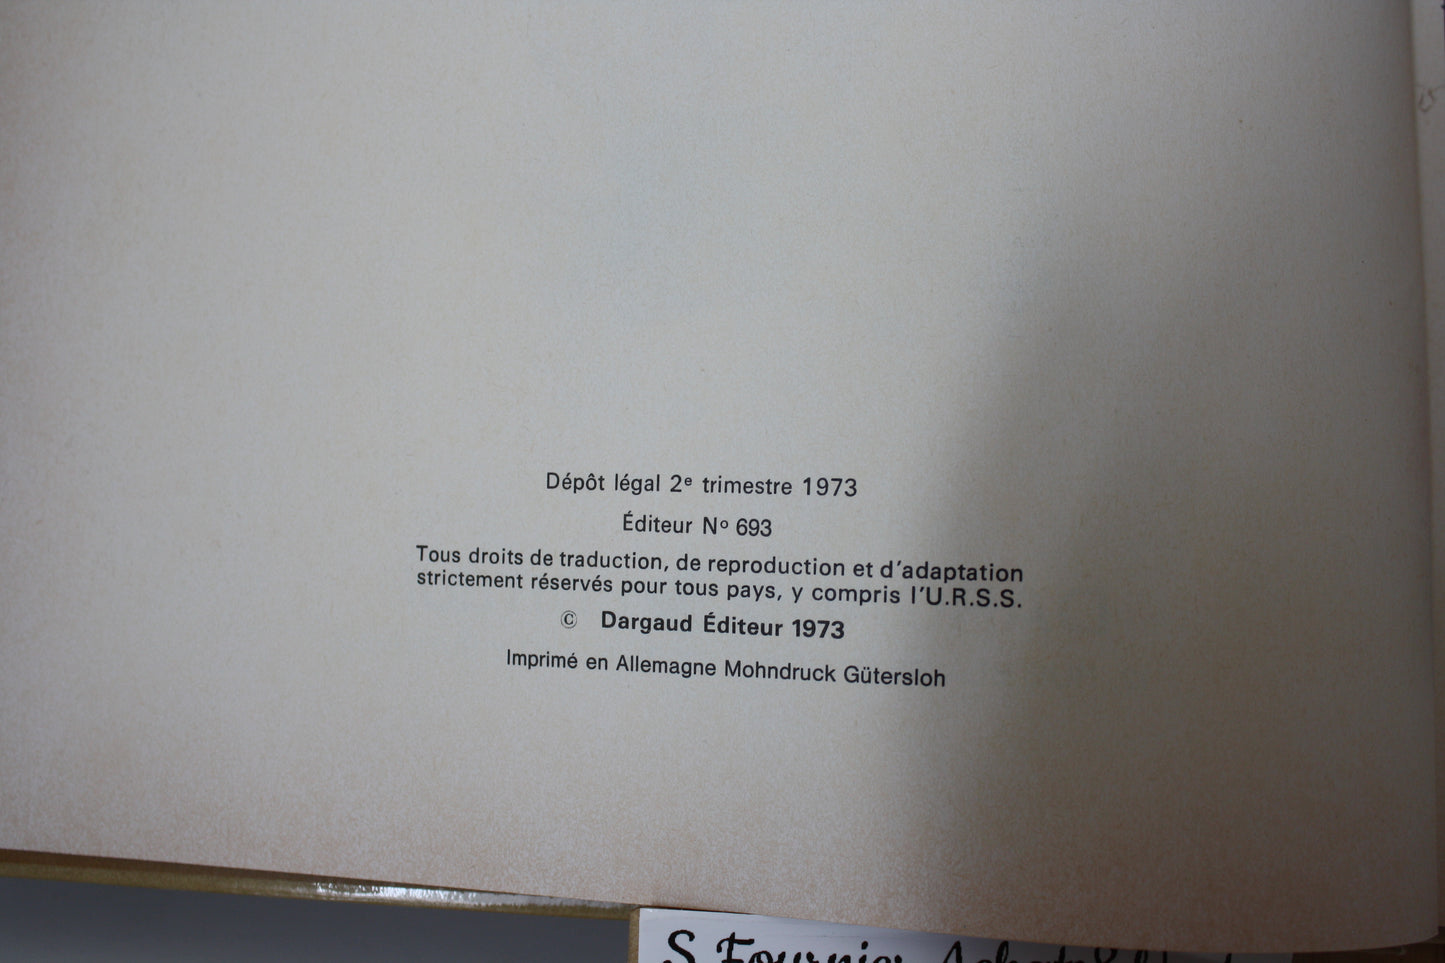 Dépôt légal 2e trimestre 1973
Éditeur No 693
Tous droits de traduction, de reproduction et d'adaptation
strictement réservés pour tous pays, y compris l'U.R.S.S.
© Dargaud Éditeur 1973
Imprimé en Allemagne Mohndruck Gütersloh
S. Fournier